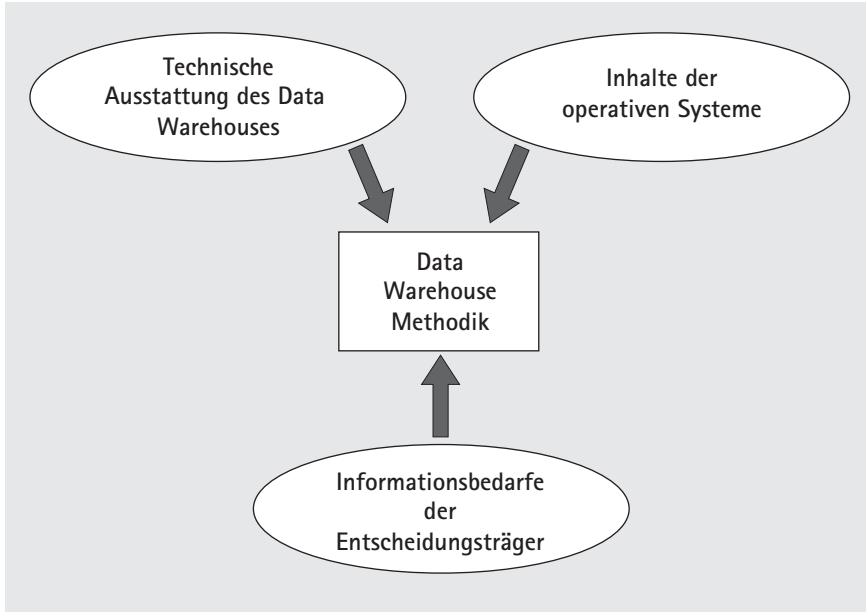 Technische
Ausstattung des Data
Warehouses
Inhalte der
operativen Systeme
Data
Warehouse
Methodik
Informationsbedarfe
der
Entscheidungsträger